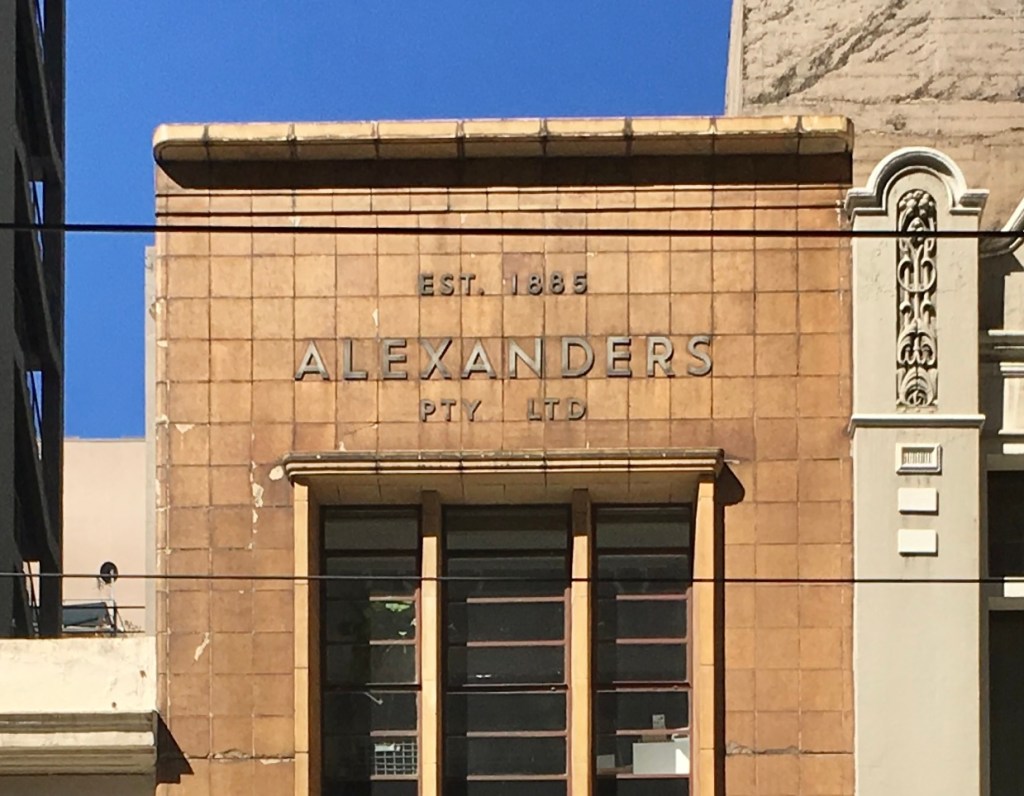 EST. 1885
ALEXANDERS
PTY LTD